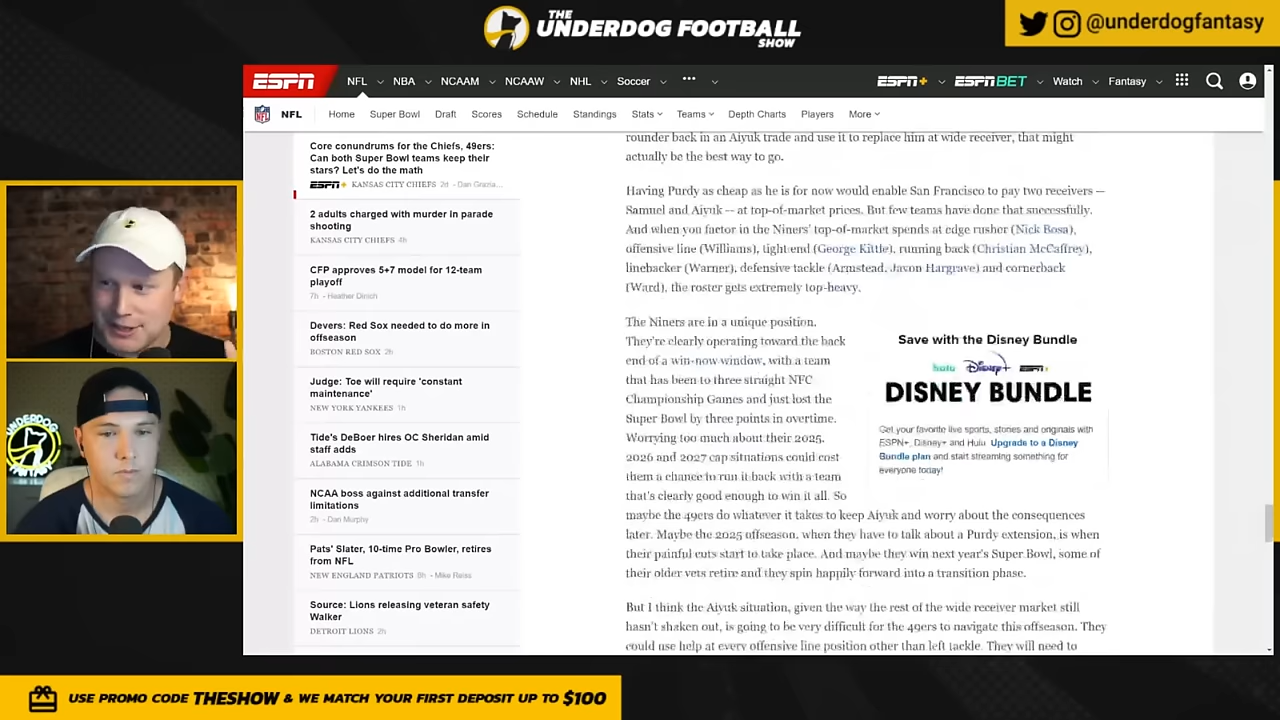 THE
UNDERDOG FOOTBALL
SHOW
@underdogfantasy
ESPN
NFL NBA NCAAM NCAAW NHL Soccer ••• ESPN+ ESPN BET Watch Fantasy
NFL Home Super Bowl Draft Scores Schedule Standings Stats Teams Depth Charts Players More
Core conundrums for the Chiefs, 49ers:
Can both Super Bowl teams keep their
stars? Let's do the math
ESPN+ KANSAS CITY CHIEFS 2d - Dan Grazia...
2 adults charged with murder in parade
shooting
KANSAS CITY CHIEFS 4h
CFP approves 5+7 model for 12-team
playoff
7h - Heather Dinich
Devers: Red Sox needed to do more in
offseason
BOSTON RED SOX 2h
Judge: Toe will require 'constant
maintenance'
NEW YORK YANKEES 1h
Tide's DeBoer hires OC Sheridan amid
staff adds
ALABAMA CRIMSON TIDE 1h
NCAA boss against additional transfer
limitations
2h - Dan Murphy
Pats' Slater, 10-time Pro Bowler, retires
from NFL
NEW ENGLAND PATRIOTS 8h - Mike Reiss
Source: Lions releasing veteran safety
Walker
DETROIT LIONS 2h
rounder back in an Aiyuk trade and use it to replace him at wide receiver, that might
actually be the best way to go.
Having Purdy as cheap as he is for now would enable San Francisco to pay two receivers —
Samuel and Aiyuk -- at top-of-market prices. But few teams have done that successfully.
And when you factor in the Niners' top-of-market spends at edge rusher (Nick Bosa),
offensive line (Williams), tight end (George Kittle), running back (Christian McCaffrey),
linebacker (Warner), defensive tackle (Armstead, Javon Hargrave) and cornerback
(Ward), the roster gets extremely top-heavy.
The Niners are in a unique position.
They're clearly operating toward the back
end of a win-now window, with a team
that has been to three straight NFC
Championship Games and just lost the
Super Bowl by three points in overtime.
Worrying too much about their 2025,
2026 and 2027 cap situations could cost
them a chance to run it back with a team
that's clearly good enough to win it all. So
maybe the 49ers do whatever it takes to keep Aiyuk and worry about the consequences
later. Maybe the 2025 offseason, when they have to talk about a Purdy extension, is when
their painful cuts start to take place. And maybe they win next year's Super Bowl, some of
their older vets retire and they spin happily forward into a transition phase.
But I think the Aiyuk situation, given the way the rest of the wide receiver market still
hasn't shaken out, is going to be very difficult for the 49ers to navigate this offseason. They
could use help at every offensive line position other than left tackle. They will need to
Save with the Disney Bundle
hulu Disney+ ESPN+
DISNEY BUNDLE
Get your favorite live sports, stories and originals with
ESPN+, Disney+ and Hulu Upgrade to a Disney
Bundle plan and start streaming something for
everyone today!
UNDERDOG
FANTASY
USE PROMO CODE THESHOW & WE MATCH YOUR FIRST DEPOSIT UP TO $100